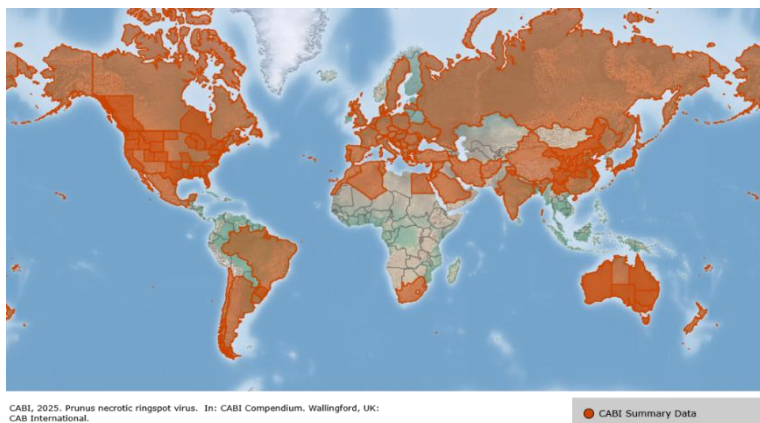 CABI, 2025. Prunus necrotic ringspot virus. In: CABI Compendium. Wallingford, UK:
CAB International.
CABI Summary Data